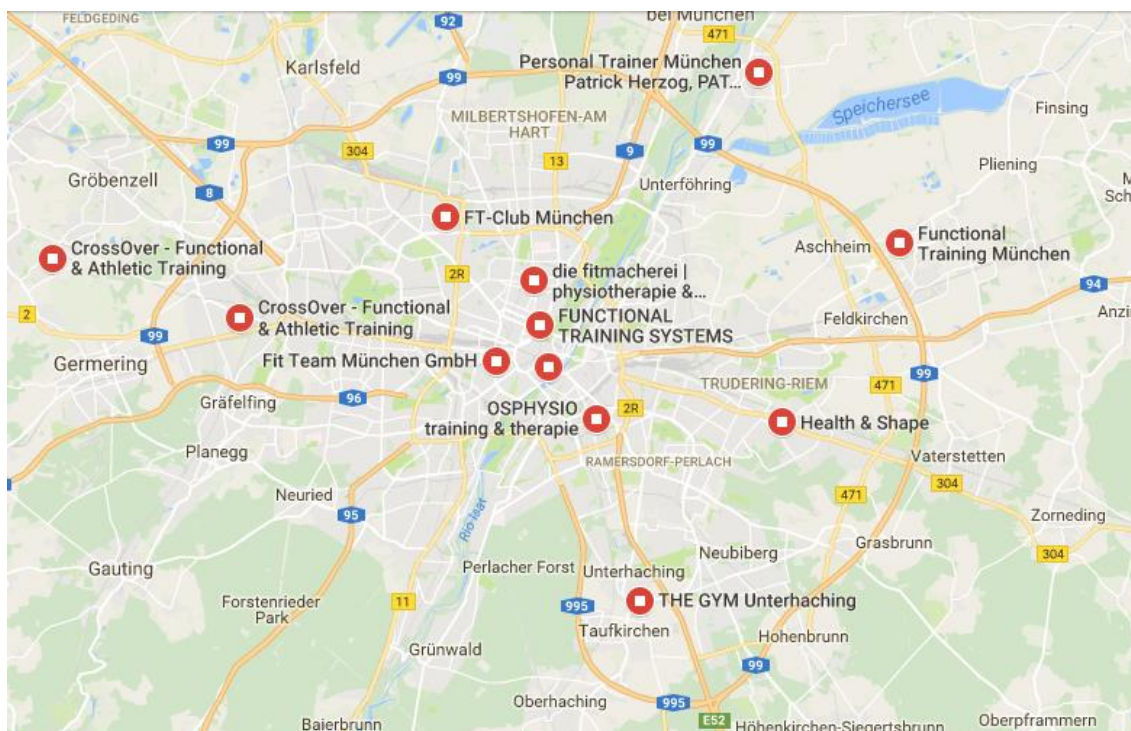 FELDGEDING
bei München
92
471
Karlsfeld
99
Personal Trainer München
Patrick Herzog, PAT...
Speichersee
Finsing
MILBERTSHOFEN-AM
HART
99
304
13
9
99
Pliening
Gröbenzell
8
Unterföhring
FT-Club München
Aschheim
Functional
Training München
CrossOver - Functional
& Athletic Training
2R
die fitmacherei |
physiotherapie &...
94
2
CrossOver - Functional
& Athletic Training
FUNCTIONAL
TRAINING SYSTEMS
Feldkirchen
99
Germering
Fit Team München GmbH
99
TRUDERING-RIEM
471
96
Gräfelfing
OSPHYSIO
training & therapie
2R
Health & Shape
Planegg
RAMERSDORF-PERLACH
Vaterstetten
304
Neuried
471
95
Rio Isar
Zorneding
Grasbrunn
304
Neubiberg
Gauting
Perlacher Forst
Unterhaching
Forstenrieder
Park
11
995
THE GYM Unterhaching
Taufkirchen
Hohenbrunn
Grünwald
99
Oberhaching
995
Baierbrunn
E52
Höhenkirchen-Siegertsbrunn
Oberpframmern